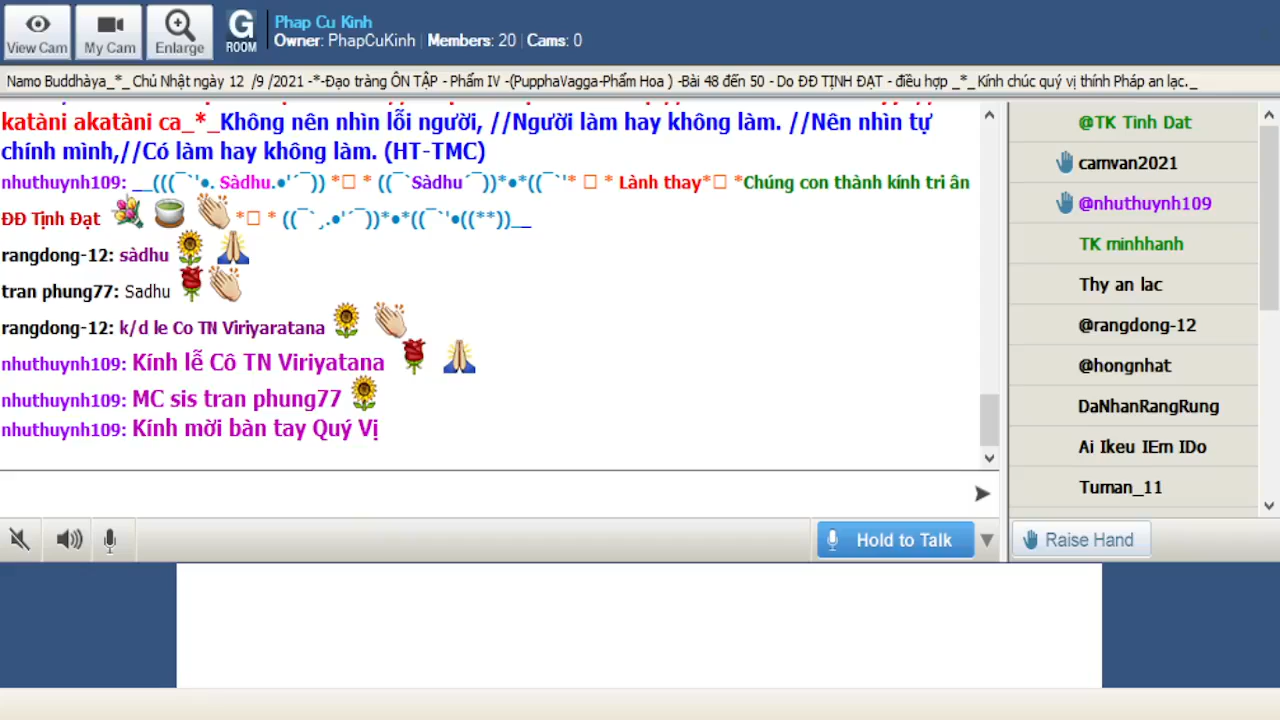 View Cam
My Cam
Enlarge
G
ROOM
Phap Cu Kinh
Owner: PhapCuKinh | Members: 20 | Cams: 0
Namo Buddhàya_*_ Chủ Nhật ngày 12 /9 /2021 -*-Đạo tràng ÔN TẬP - Phẩm IV -(PupphaVagga-Phẩm Hoa ) -Bài 48 đến 50 - Do ĐĐ TỊNH ĐẠT - điều hợp _*_ Kính chúc quý vị thính Pháp an lạc._
katàni akatàni ca_*_Không nên nhìn lỗi người, //Người làm hay không làm. //Nên nhìn tự
chính mình,//Có làm hay không làm. (HT-TMC)
nhuthuynh109: __(((¯`'•. Sàdhu.•'´¯)) *🏻 * ((¯`Sàdhu´¯))*•*((¯`'* 🏻 * Lành thay*🏻 *Chúng con thành kính tri ân
ĐĐ Tịnh Đạt *🏻 * ((¯`¸.•'´¯))*•*((¯`'•((**))__
rangdong-12: sàdhu
tran phung77: Sadhu
rangdong-12: k/d le Co TN Viriyaratana
nhuthuynh109: Kính lễ Cô TN Viriyatana
nhuthuynh109: MC sis tran phung77
nhuthuynh109: Kính mời bàn tay Quý Vị
@TK Tinh Dat
camvan2021
@nhuthuynh109
TK minhhanh
Thy an lac
@rangdong-12
@hongnhat
DaNhanRangRung
Ai Ikeu IEm IDo
Tuman_11
Hold to Talk
Raise Hand